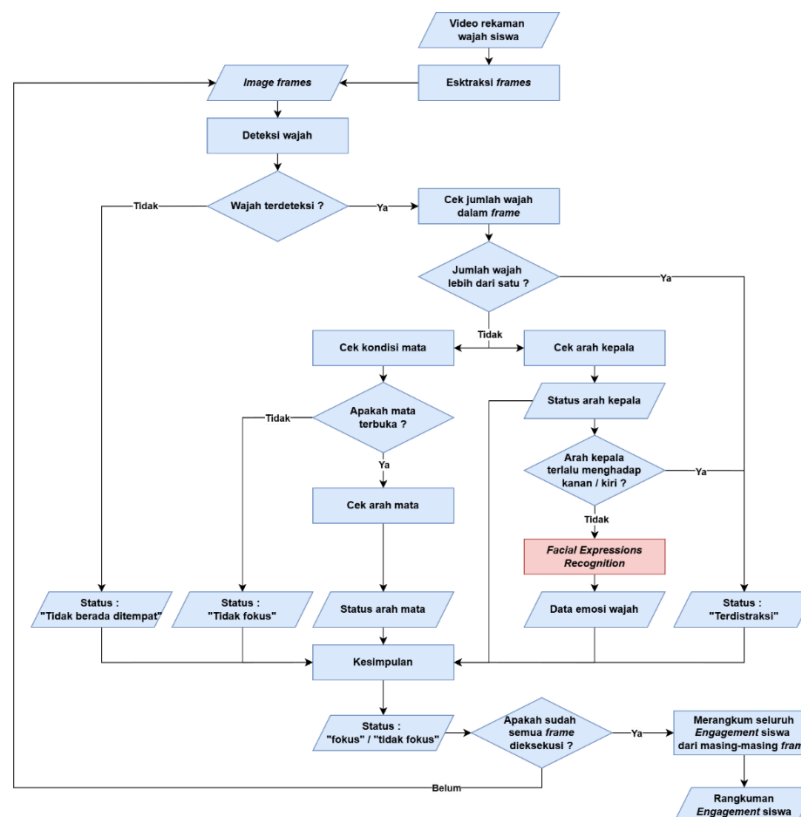 Video rekaman
wajah siswa
Esktraksi frames
Image frames
Deteksi wajah
Wajah terdeteksi ?
Tidak
Ya
Cek jumlah wajah
dalam frame
Jumlah wajah
lebih dari satu ?
Ya
Tidak
Cek kondisi mata
Cek arah kepala
Apakah mata
terbuka ?
Tidak
Ya
Status arah kepala
Arah kepala
terlalu menghadap
kanan / kiri ?
Ya
Tidak
Cek arah mata
Facial Expressions
Recognition
Status :
"Tidak berada ditempat"
Status :
"Tidak fokus"
Status arah mata
Data emosi wajah
Status :
"Terdistraksi"
Kesimpulan
Status :
"fokus" / "tidak fokus"
Apakah sudah
semua frame
dieksekusi ?
Ya
Belum
Merangkum seluruh
Engagement siswa
dari masing-masing fram
Rangkuman
Engagement siswa